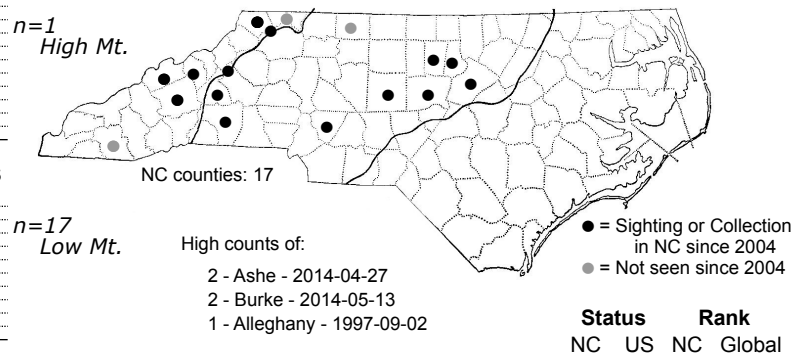 n=1
High Mt.
NC counties: 17
n=17
Low Mt.
High counts of:
2 - Ashe - 2014-04-27
2 - Burke - 2014-05-13
1 - Alleghany - 1997-09-02
● = Sighting or Collection
in NC since 2004
● = Not seen since 2004
Status Rank
NC US NC Global